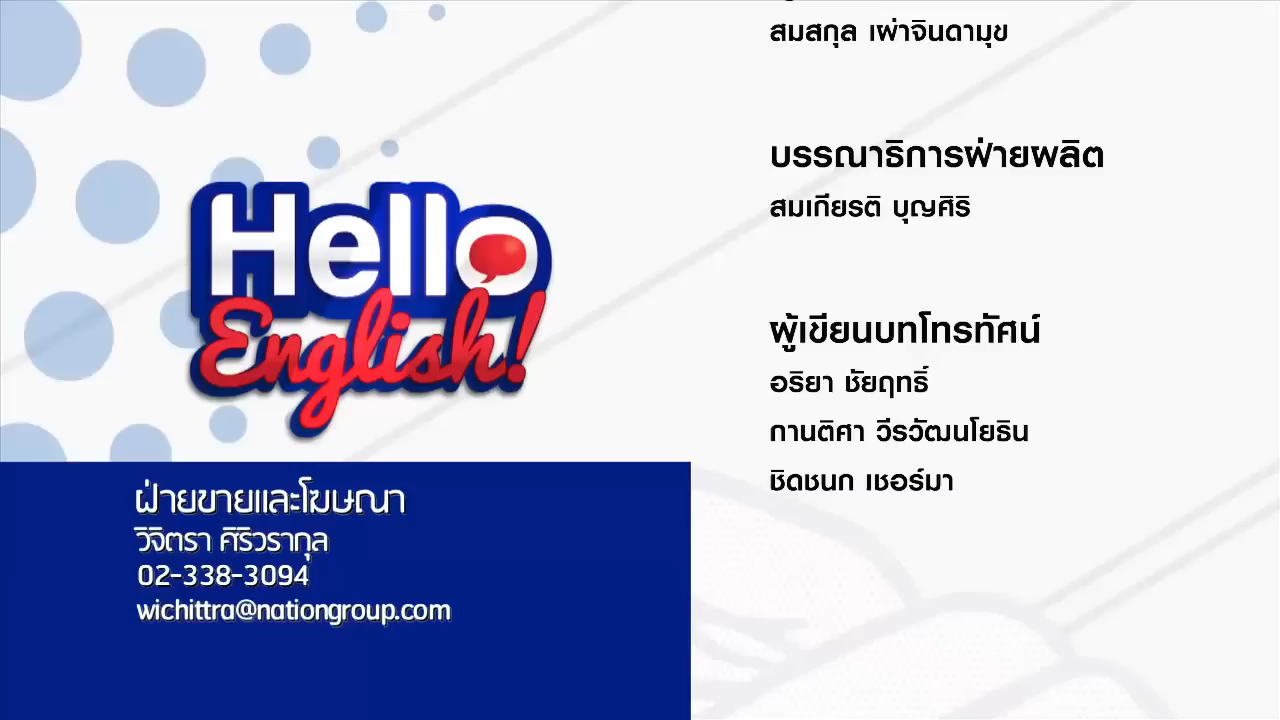 Hello
English!
ฝ่ายขายและโฆษณา
วิจิตรา ศิริวรากุล
02-338-3094
wichittra@nationgroup.com
สมสกุล เผ่าจินดามุข
บรรณาธิการฝ่ายผลิต
สมเกียรติ บุญศิริ
ผู้เขียนบทโทรทัศน์
อริยา ชัยฤทธิ์
กานติศา วีรวัฒนโยธิน
ชิดชนก เชอร์มา